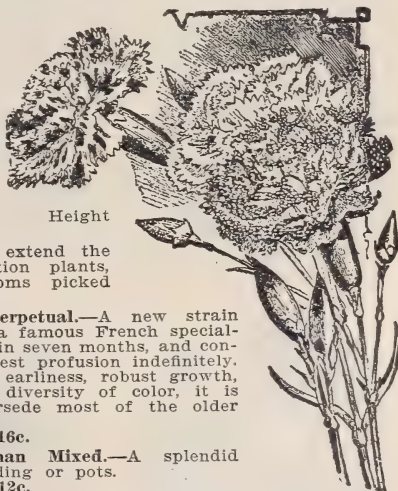 Height
extend the
tion plants,
oms picked
erpetual.—A new strain
a famous French special-
in seven months, and con-
est profusion indefinitely.
earliness, robust growth,
diversity of color, it is
rsede most of the older
16c.
nan Mixed.—A splendid
ding or pots.
12c.